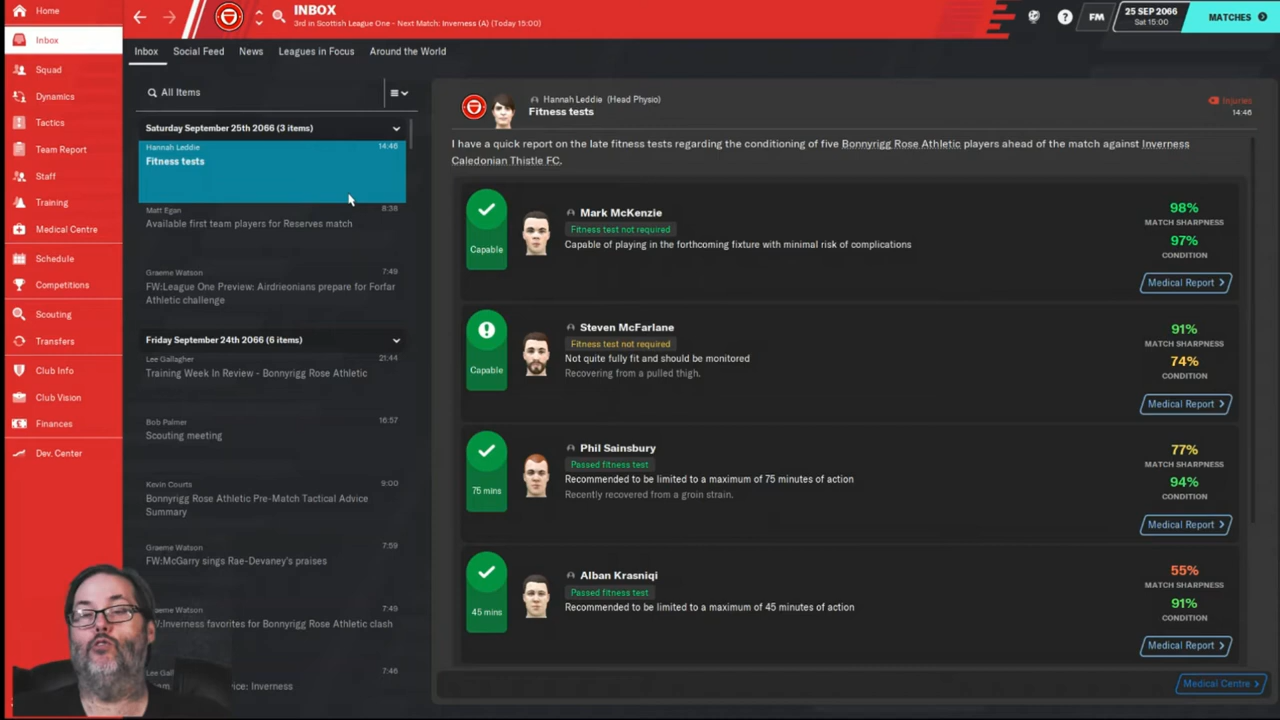 Home
Inbox
Squad
Dynamics
Tactics
Team Report
Staff
Training
Medical Centre
Schedule
Competitions
Scouting
Transfers
Club Info
Club Vision
Finances
Dev. Center
INBOX
3rd in Scottish League One - Next Match: Inverness (A) (Today 15:00)
?
FM
25 SEP 2066
Sat 15:00
MATCHES
Inbox
Social Feed
News
Leagues in Focus
Around the World
All Items
Saturday September 25th 2066 (3 items)
Hannah Leddie 14:46
Fitness tests
Matt Egan 8:38
Available first team players for Reserves match
Graeme Watson 7:49
FW:League One Preview: Airdrieonians prepare for Forfar
Athletic challenge
Friday September 24th 2066 (6 items)
Lee Gallagher 21:44
Training Week In Review - Bonnyrigg Rose Athletic
Bob Palmer 16:57
Scouting meeting
Kevin Courts 9:00
Bonnyrigg Rose Athletic Pre-Match Tactical Advice
Summary
Graeme Watson 7:59
FW:McGarry sings Rae-Devaney's praises
Watson 7:49
Inverness favorites for Bonnyrigg Rose Athletic clash
Lee 7:46
Inverness
Hannah Leddie (Head Physio)
Fitness tests
Injuries
14:46
I have a quick report on the late fitness tests regarding the conditioning of five Bonnyrigg Rose Athletic players ahead of the match against Inverness
Caledonian Thistle FC.
Capable
Mark McKenzie
Fitness test not required
Capable of playing in the forthcoming fixture with minimal risk of complications
98%
MATCH SHARPNESS
97%
CONDITION
Medical Report
Capable
Steven McFarlane
Fitness test not required
Not quite fully fit and should be monitored
Recovering from a pulled thigh.
91%
MATCH SHARPNESS
74%
CONDITION
Medical Report
75 mins
Phil Sainsbury
Passed fitness test
Recommended to be limited to a maximum of 75 minutes of action
Recently recovered from a groin strain.
77%
MATCH SHARPNESS
94%
CONDITION
Medical Report
45 mins
Alban Krasniqi
Passed fitness test
Recommended to be limited to a maximum of 45 minutes of action
55%
MATCH SHARPNESS
91%
CONDITION
Medical Report
Medical Centre